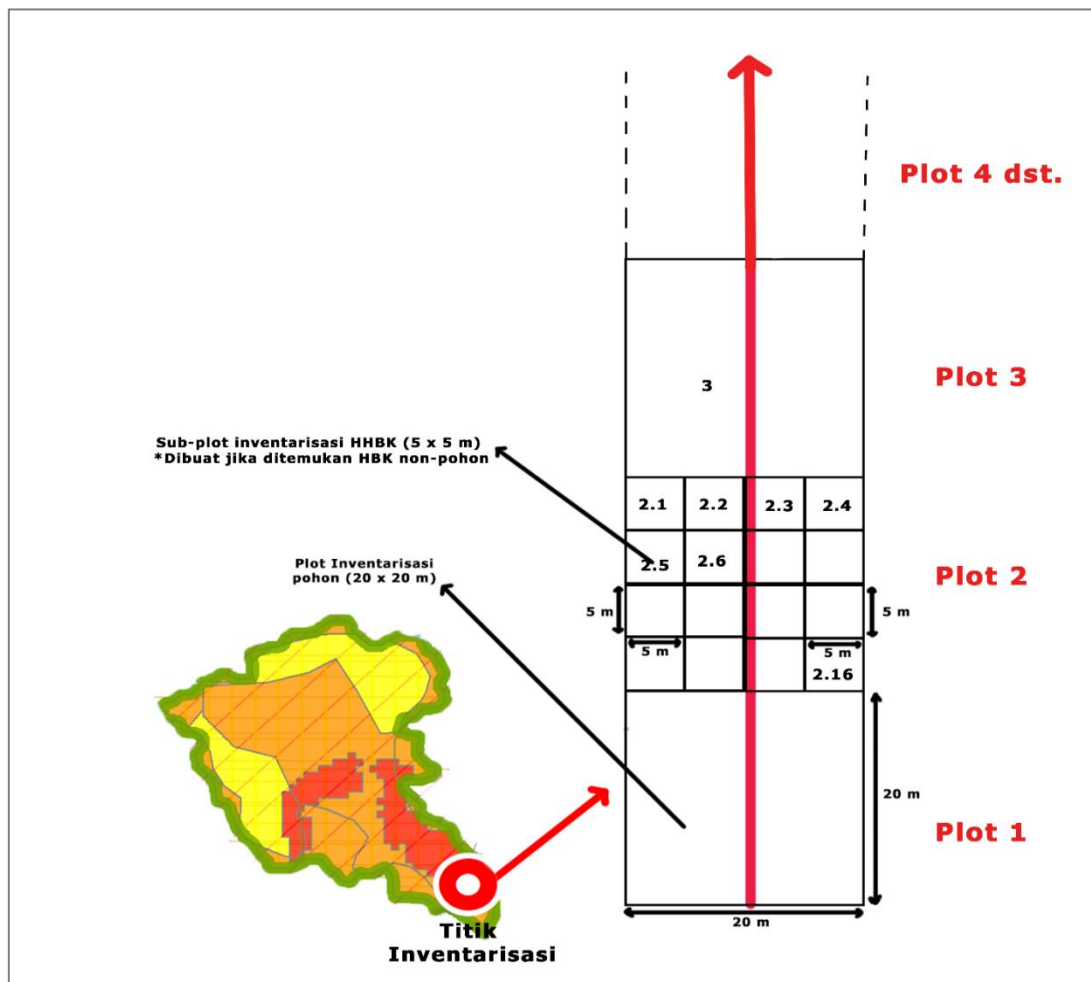 Plot 4 dst.
Plot 3
3
Sub-plot inventarisasi HHBK (5 x 5 m)
*Dibuat jika ditemukan HBK non-pohon
2.1
2.2
2.3
2.4
2.5
2.6
Plot Inventarisasi
pohon (20 x 20 m)
Plot 2
5 m
5 m
5 m
5 m
2.16
20 m
Plot 1
20 m
Titik
Inventarisasi